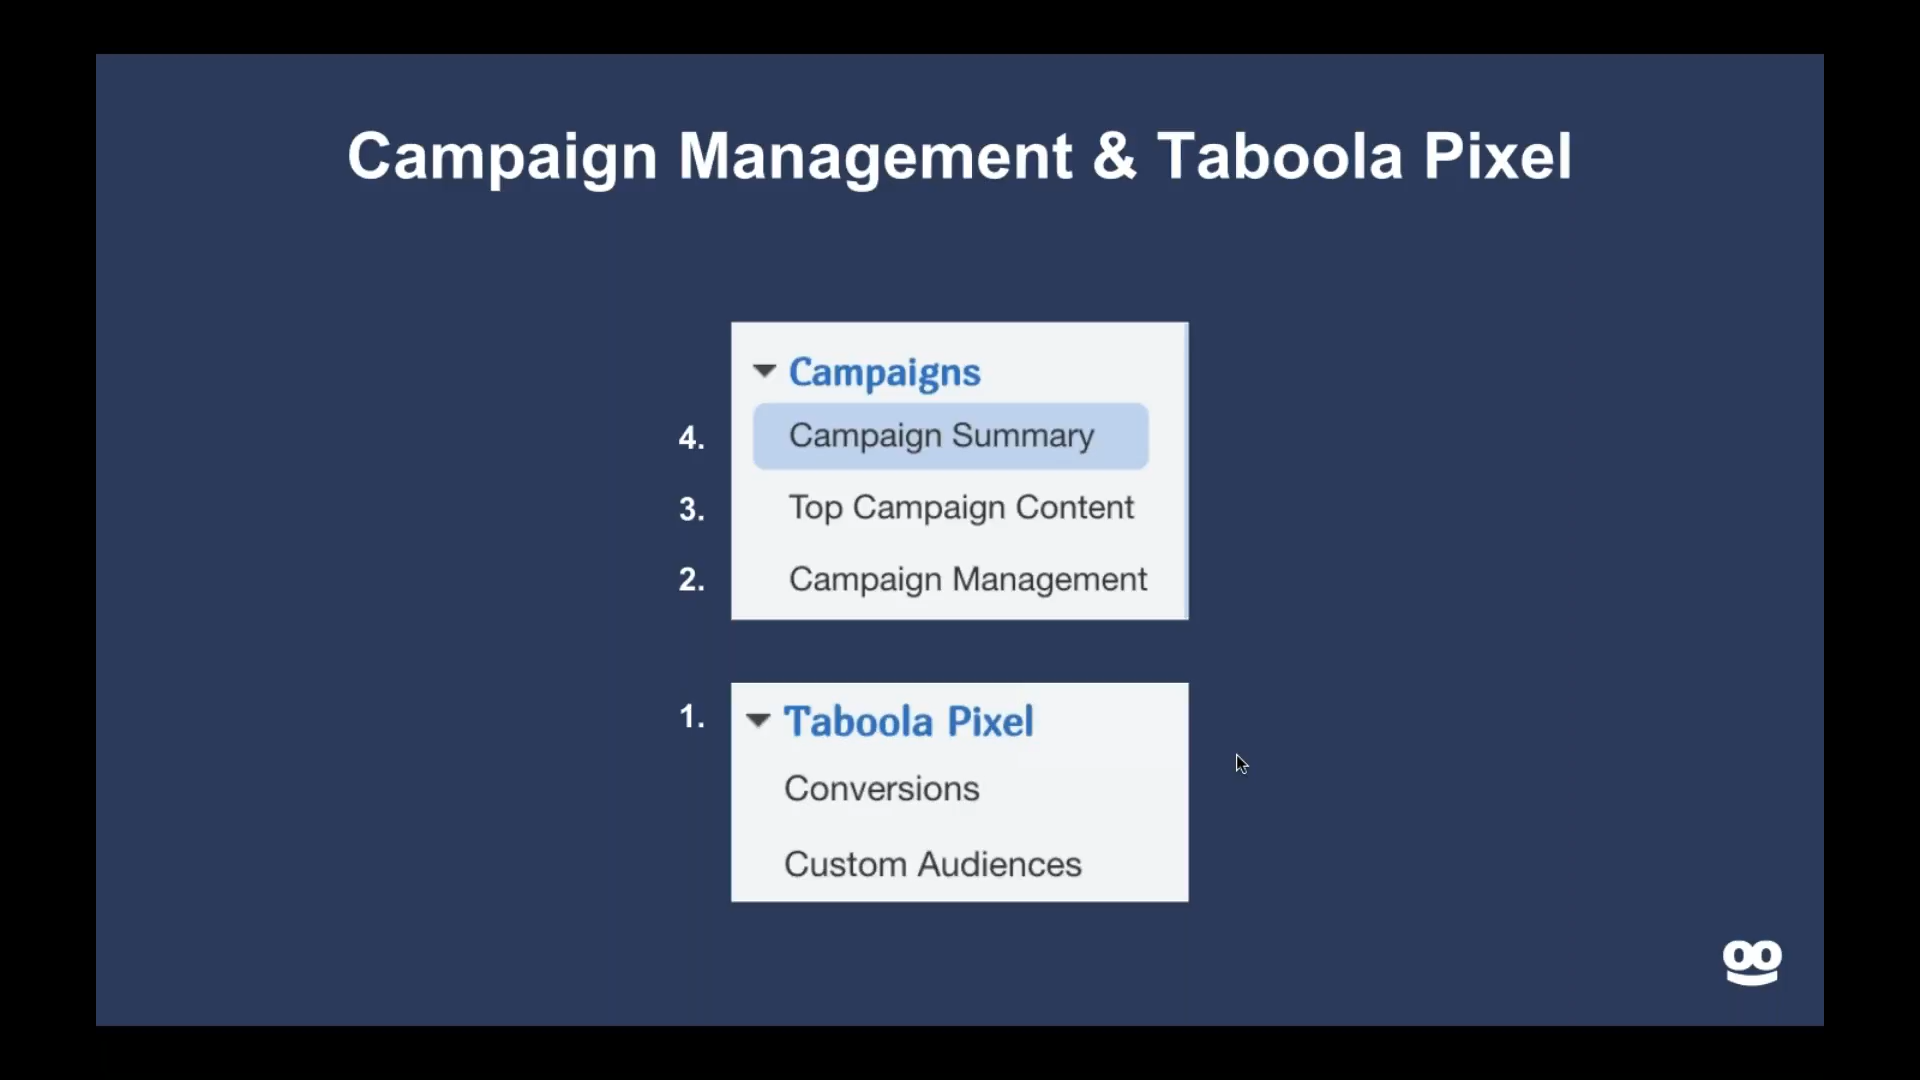 Campaign Management & Taboola Pixel
Campaigns
4. Campaign Summary
3. Top Campaign Content
2. Campaign Management
1. Taboola Pixel
Conversions
Custom Audiences